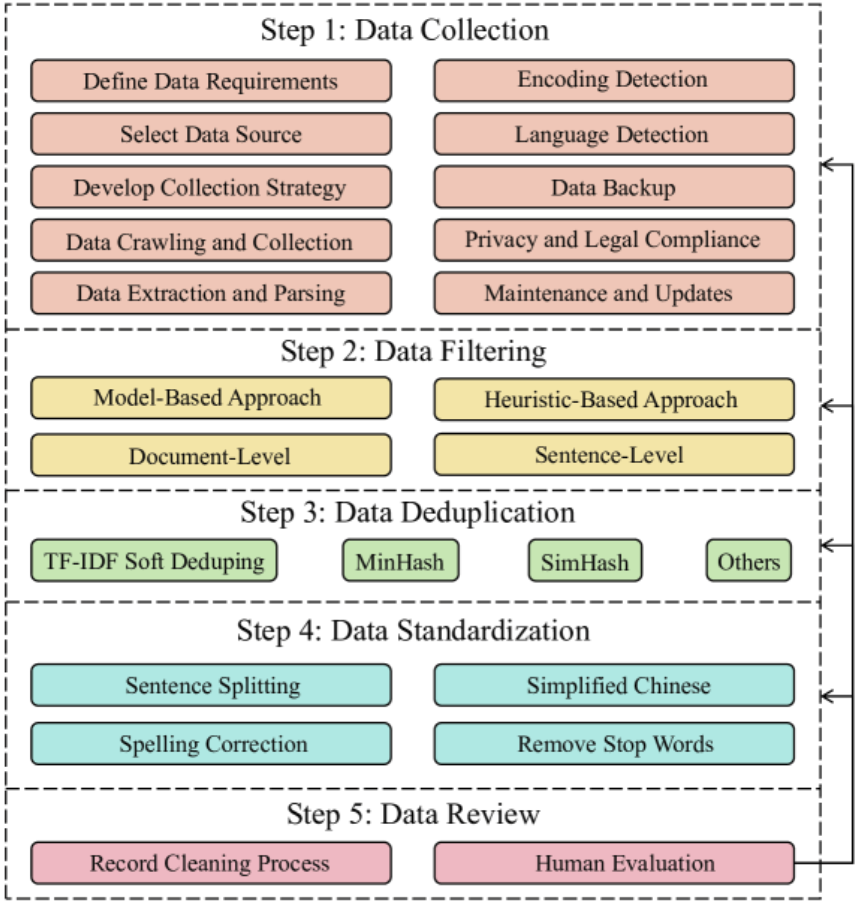 Step 1: Data Collection
Define Data Requirements
Encoding Detection
Select Data Source
Language Detection
Develop Collection Strategy
Data Backup
Data Crawling and Collection
Privacy and Legal Compliance
Data Extraction and Parsing
Maintenance and Updates
Step 2: Data Filtering
Model-Based Approach
Heuristic-Based Approach
Document-Level
Sentence-Level
Step 3: Data Deduplication
TF-IDF Soft Deduping
MinHash
SimHash
Others
Step 4: Data Standardization
Sentence Splitting
Simplified Chinese
Spelling Correction
Remove Stop Words
Step 5: Data Review
Record Cleaning Process
Human Evaluation